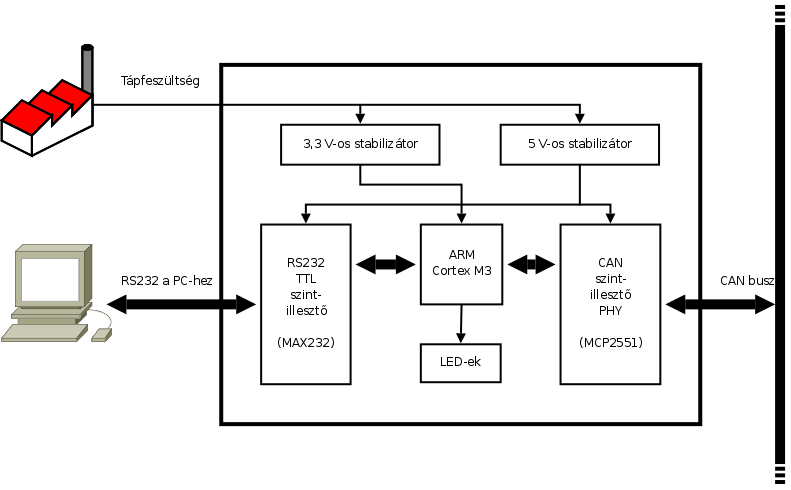 Tápfeszültség
3,3 V-os stabilizátor
5 V-os stabilizátor
RS232 a PC-hez
RS232
TTL
szint-
illesztő
(MAX232)
ARM
Cortex M3
LED-ek
CAN
szint-
illesztő
PHY
(MCP2551)
CAN busz